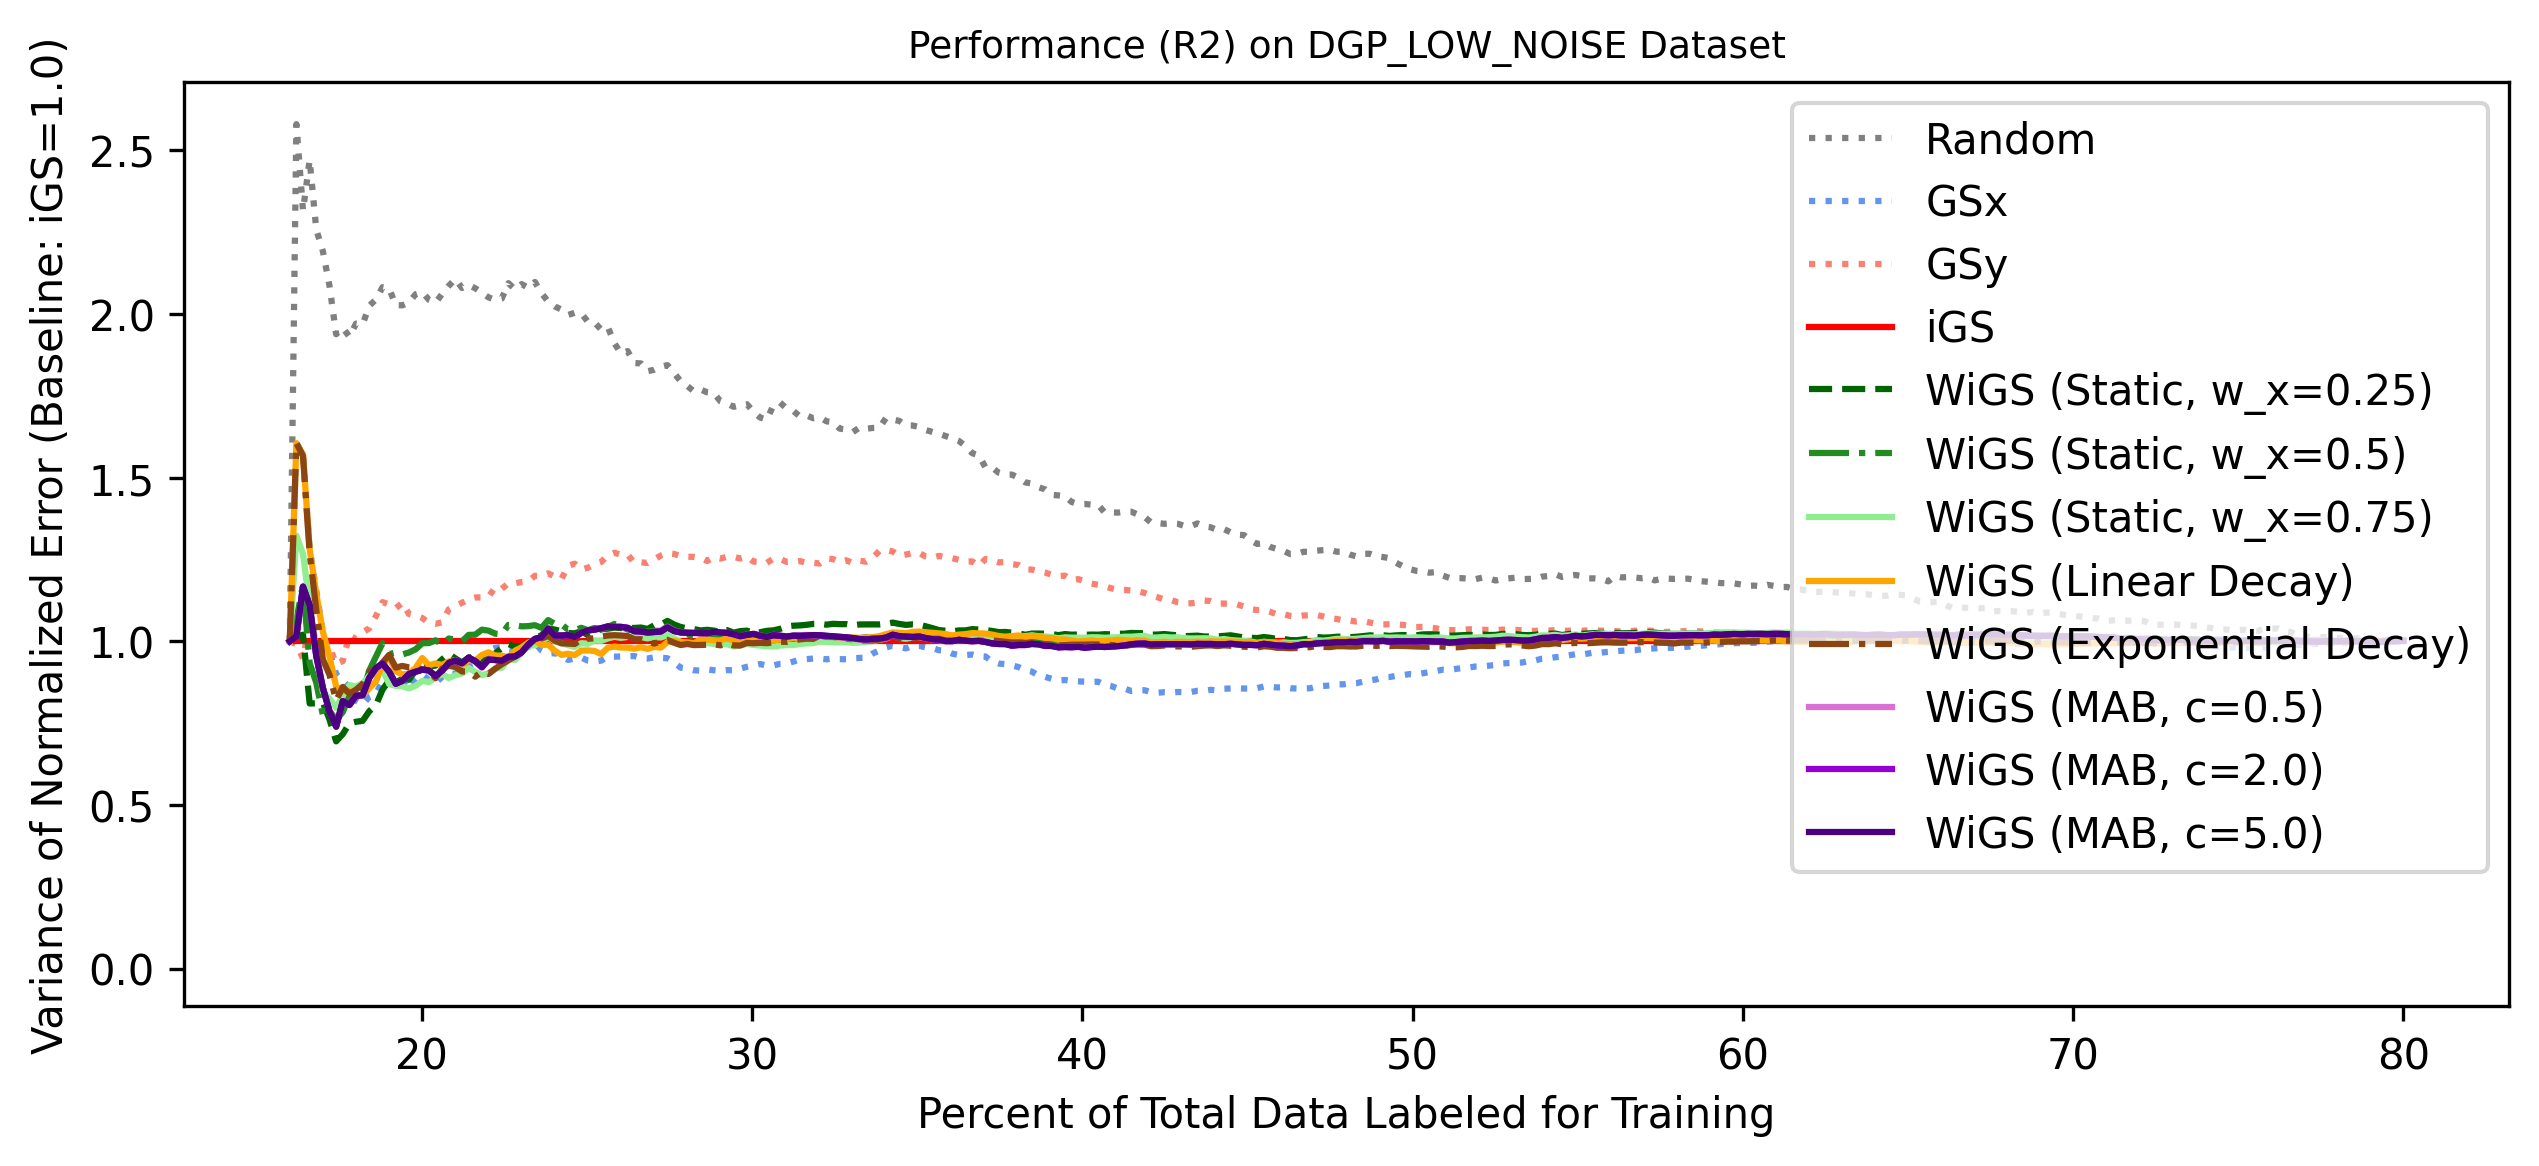 Performance (R2) on DGP_LOW_NOISE Dataset
Variance of Normalized Error (Baseline: iGS=1.0)
2.5
2.0
1.5
1.0
0.5
0.0
Random
GSx
GSy
iGS
WiGS (Static, w_x=0.25)
WiGS (Static, w_x=0.5)
WiGS (Static, w_x=0.75)
WiGS (Linear Decay)
WiGS (Exponential Decay)
WiGS (MAB, c=0.5)
WiGS (MAB, c=2.0)
WiGS (MAB, c=5.0)
20 30 40 50 60 70 80
Percent of Total Data Labeled for Training